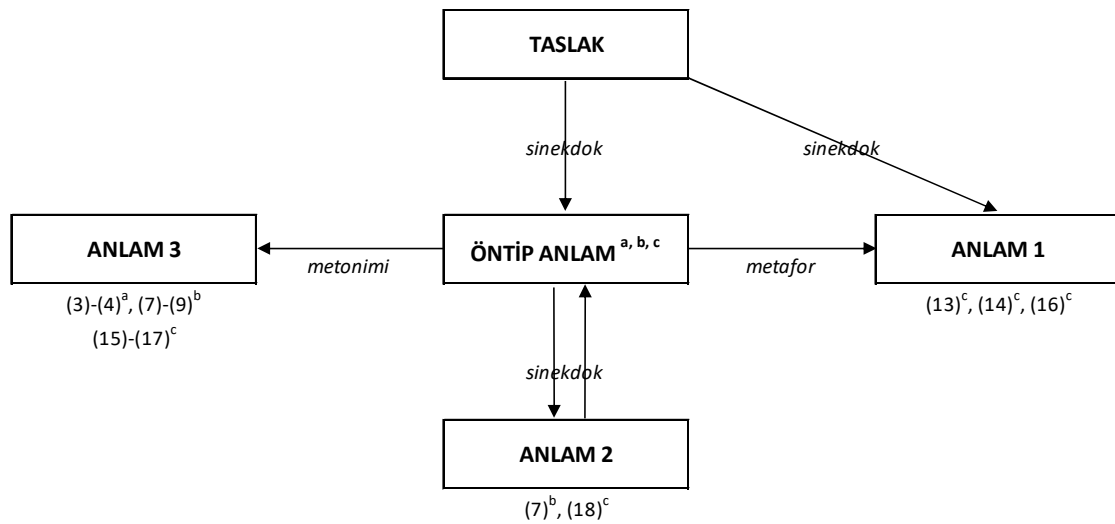 TASLAK
sinekdok
sinekdok
ANLAM 3
ÖNTİP ANLAM a, b, c
ANLAM 1
metonimi
metafor
(3)-(4)a, (7)-(9)b
(15)-(17)c
(13)c, (14)c, (16)c
sinekdok
ANLAM 2
(7)b, (18)c